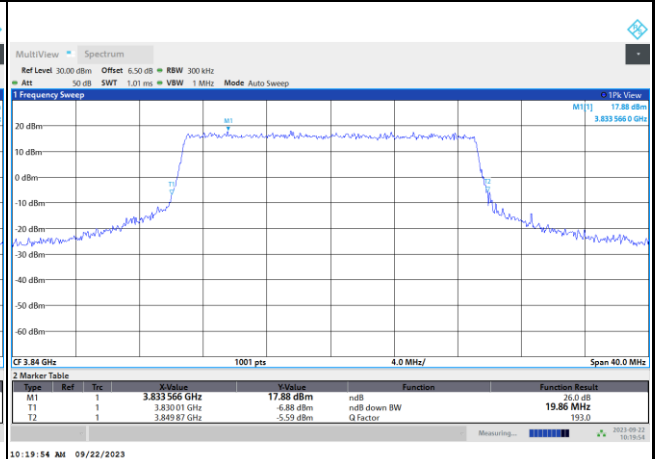 MultiView Spectrum
Ref Level 30.00 dBm Offset 6.50 dB RBW 300 kHz
Att 50 dB SWT 1.01 ms VBW 1 MHz Mode Auto Sweep
1 Frequency Sweep 1Pk View
M1[1] 17.88 dBm
3.833 566 0 GHz
M1
20 dBm
10 dBm
0 dBm
T1 T2
-10 dBm
-20 dBm
-30 dBm
-40 dBm
-50 dBm
-60 dBm
CF 3.84 GHz 1001 pts 4.0 MHz/ Span 40.0 MHz
2 Marker Table
Type Ref Trc X-Value Y-Value Function Function Result
M1 1 3.833 566 GHz 17.88 dBm ndB 26.0 dB
T1 1 3.830 01 GHz -6.88 dBm ndB down BW 19.86 MHz
T2 1 3.849 87 GHz -5.59 dBm Q Factor 193.0
Measuring... 2023-09-22
10:19:54
10:19:54 AM 09/22/2023